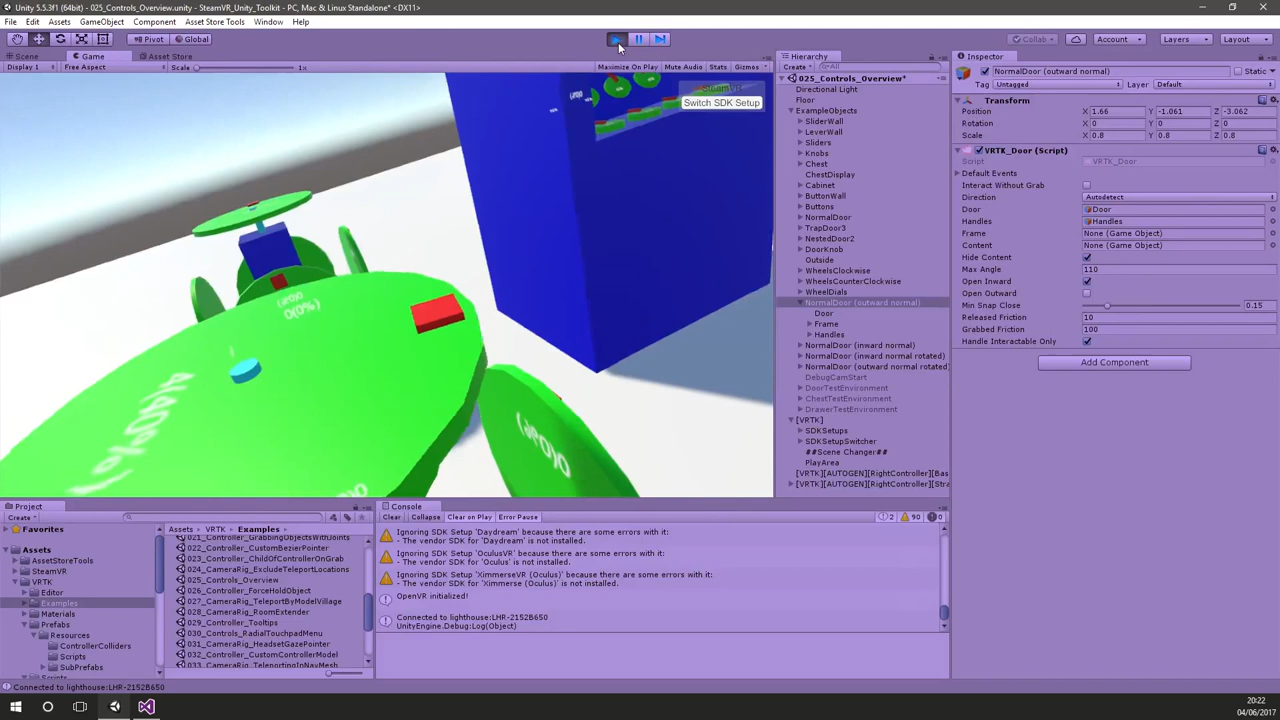 Unity 5.5.3f1 (64bit) - 025_Controls_Overview.unity - SteamVR_Unity_Toolkit - PC, Mac & Linux Standalone* <DX11>
File Edit Assets GameObject Component Asset Store Tools Window Help
Pivot Global Collab Account Layers Layout
Scene Game Asset Store
Display 1 Free Aspect Scale 1x Maximize On Play Mute Audio Stats Gizmos
SteamVR
Switch SDK Setup
Hierarchy
Create All
025_Controls_Overview*
Directional Light
Floor
ExampleObjects
SliderWall
LeverWall
Sliders
Knobs
Chest
ChestDisplay
Cabinet
ButtonWall
Buttons
NormalDoor
TrapDoor3
NestedDoor2
DoorKnob
Outside
WheelsClockwise
WheelsCounterClockwise
WheelDials
NormalDoor (outward normal)
Door
Frame
Handles
NormalDoor (inward normal)
NormalDoor (inward normal rotated)
NormalDoor (outward normal rotated)
DebugCamStart
DoorTestEnvironment
ChestTestEnvironment
DrawerTestEnvironment
[VRTK]
SDKSetups
SDKSetupSwitcher
##Scene Changer##
PlayArea
[VRTK][AUTOGEN][RightController][Bas
[VRTK][AUTOGEN][RightController][Stra
Inspector
NormalDoor (outward normal) Static
Tag Untagged Layer Default
Transform
Position X 1.66 Y -1.061 Z -3.062
Rotation X 0 Y 0 Z 0
Scale X 0.8 Y 0.8 Z 0.8
VRTK_Door (Script)
Script VRTK_Door
Default Events
Interact Without Grab
Direction Autodetect
Door Door
Handles Handles
Frame None (Game Object)
Content None (Game Object)
Hide Content
Max Angle 110
Open Inward
Open Outward
Min Snap Close 0.15
Released Friction 10
Grabbed Friction 100
Handle Interactable Only
Add Component
Project
Create
Favorites
Assets
AssetStoreTools
SteamVR
VRTK
Editor
Examples
Materials
Prefabs
Resources
ControllerColliders
Scripts
SubPrefabs
Scripts
Assets VRTK Examples
021_Controller_GrabbingObjectsWithJoints
022_Controller_CustomBezierPointer
023_Controller_ChildOfControllerOnGrab
024_CameraRig_ExcludeTeleportLocations
025_Controls_Overview
026_Controller_ForceHoldObject
027_CameraRig_TeleportByModelVillage
028_CameraRig_RoomExtender
029_Controller_Tooltips
030_Controls_RadialTouchpadMenu
031_CameraRig_HeadsetGazePointer
032_Controller_CustomControllerModel
033_CameraRig_TeleportingInNavMesh
Console
Clear Collapse Clear on Play Error Pause 2 90 0
Ignoring SDK Setup 'Daydream' because there are some errors with it:
- The vendor SDK for 'Daydream' is not installed.
Ignoring SDK Setup 'OculusVR' because there are some errors with it:
- The vendor SDK for 'Oculus' is not installed.
Ignoring SDK Setup 'XimmerseVR (Oculus)' because there are some errors with it:
- The vendor SDK for 'Ximmerse (Oculus)' is not installed.
OpenVR initialized!
Connected to lighthouse:LHR-2152B650
UnityEngine.Debug:Log(Object)
Connected to lighthouse:LHR-2152B650
20:22
04/06/2017